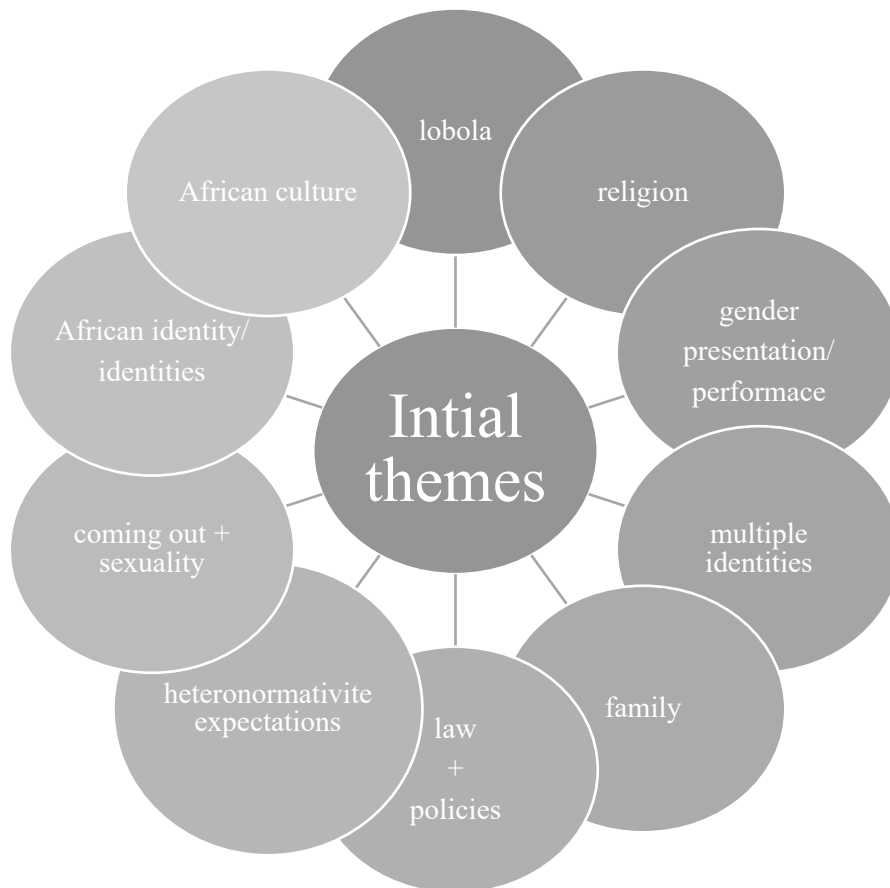 Intial
themes
lobola
religion
gender
presentation/
performace
multiple
identities
family
law
+
policies
heteronormativite
expectations
coming out +
sexuality
African identity/
identities
African culture